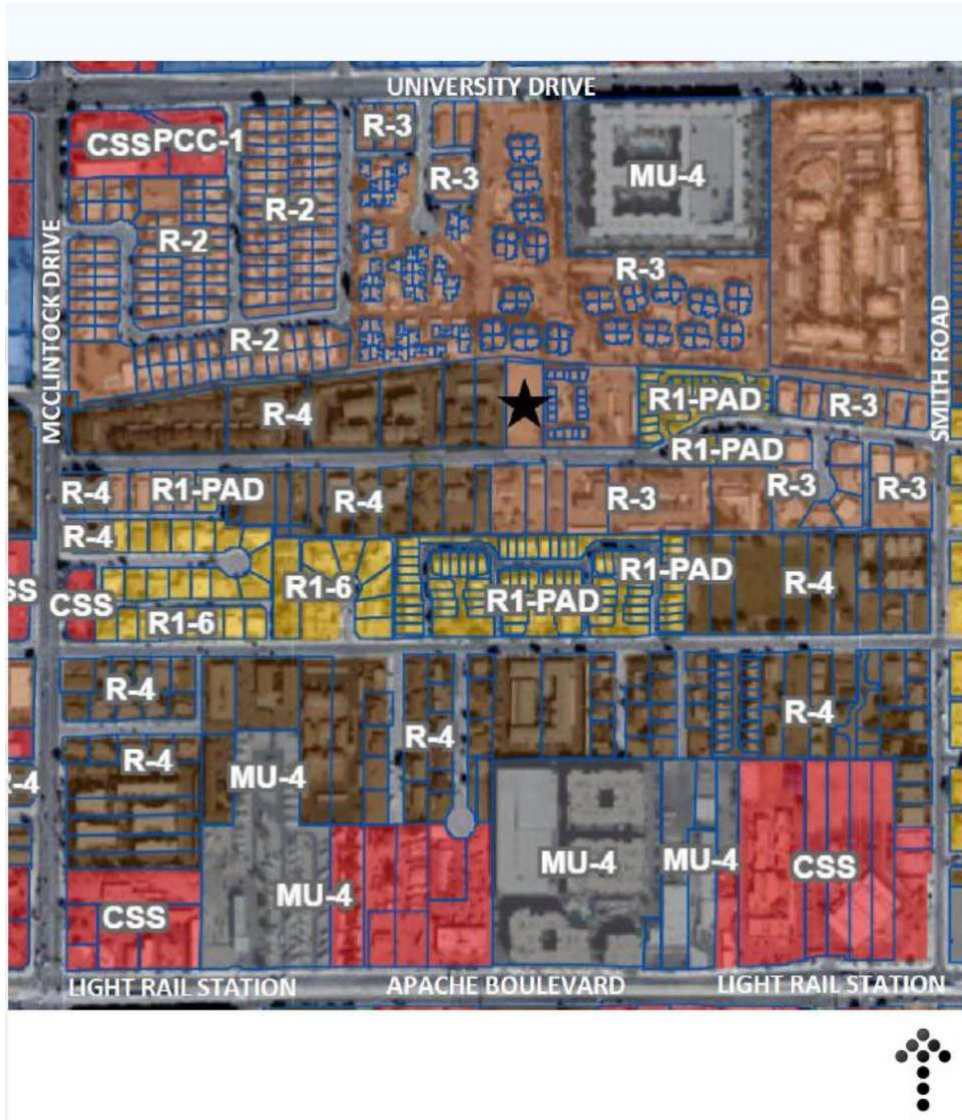 UNIVERSITY DRIVE
CSS PCC-1
R-3
R-3
MU-4
R-2
R-2
R-3
R-2
MCCLINTOCK DRIVE
SMITH ROAD
R-4
R1-PAD
R-3
R1-PAD
R-4
R1-PAD
R-4
R-3
R-3
R-3
R-4
R1-PAD
R-4
R1-6
R1-PAD
SS
CSS
R1-6
R-4
R-4
R-4
R-4
R-4
MU-4
MU-4
MU-4
CSS
MU-4
CSS
LIGHT RAIL STATION
APACHE BOULEVARD
LIGHT RAIL STATION